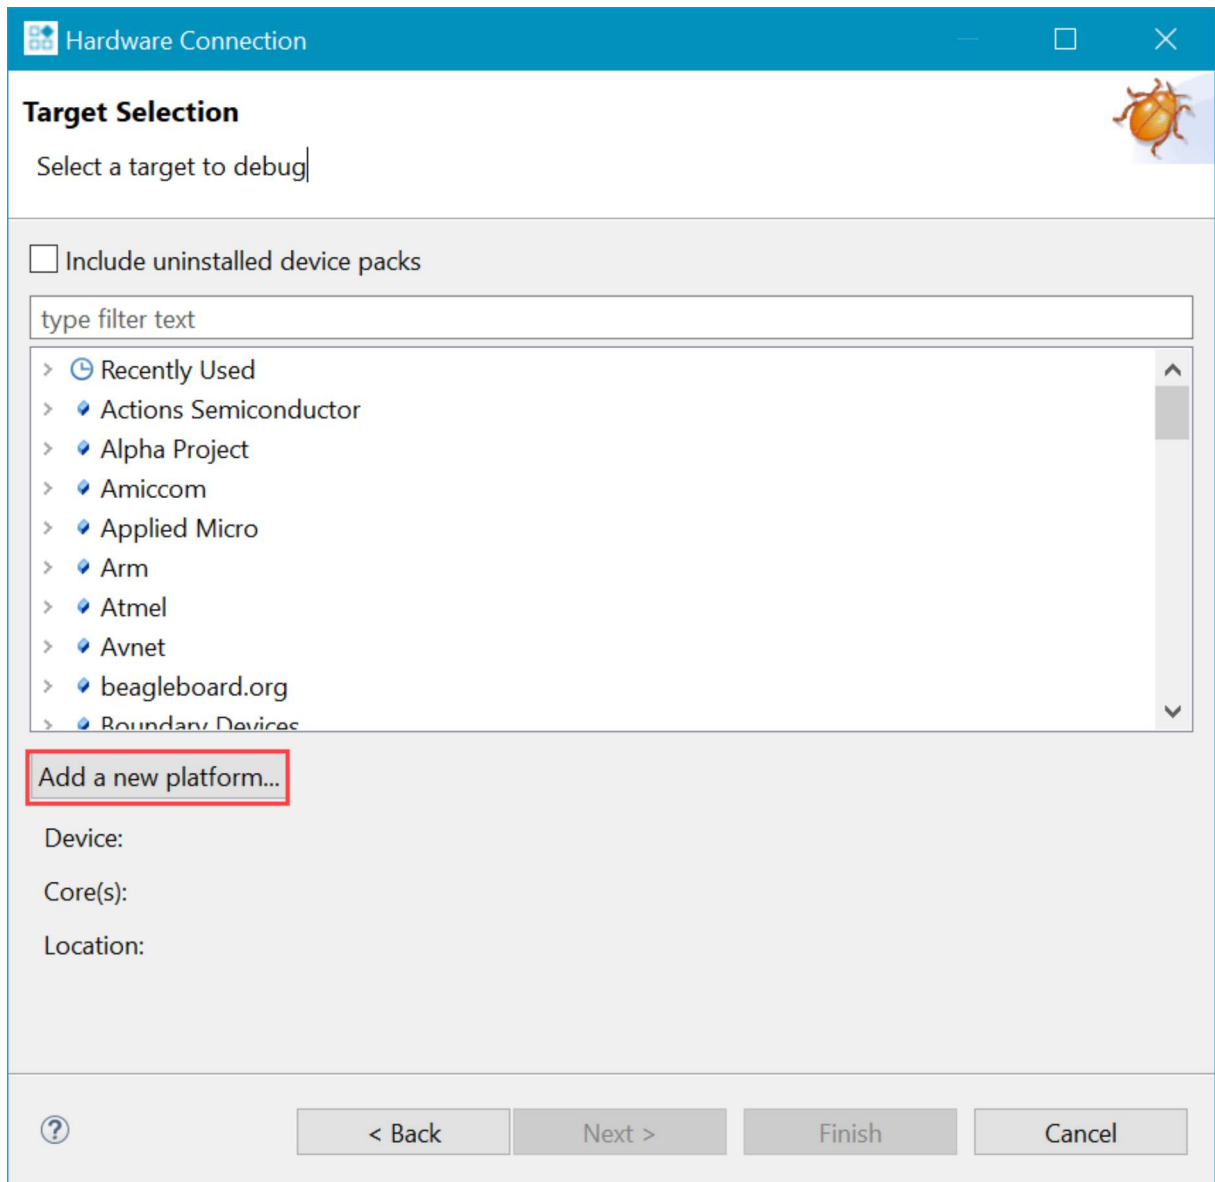 Hardware Connection
Target Selection
Select a target to debug
Include uninstalled device packs
type filter text
Recently Used
Actions Semiconductor
Alpha Project
Amiccom
Applied Micro
Arm
Atmel
Avnet
beagleboard.org
Boundary Devices
Add a new platform...
Device:
Core(s):
Location:
? < Back Next > Finish Cancel